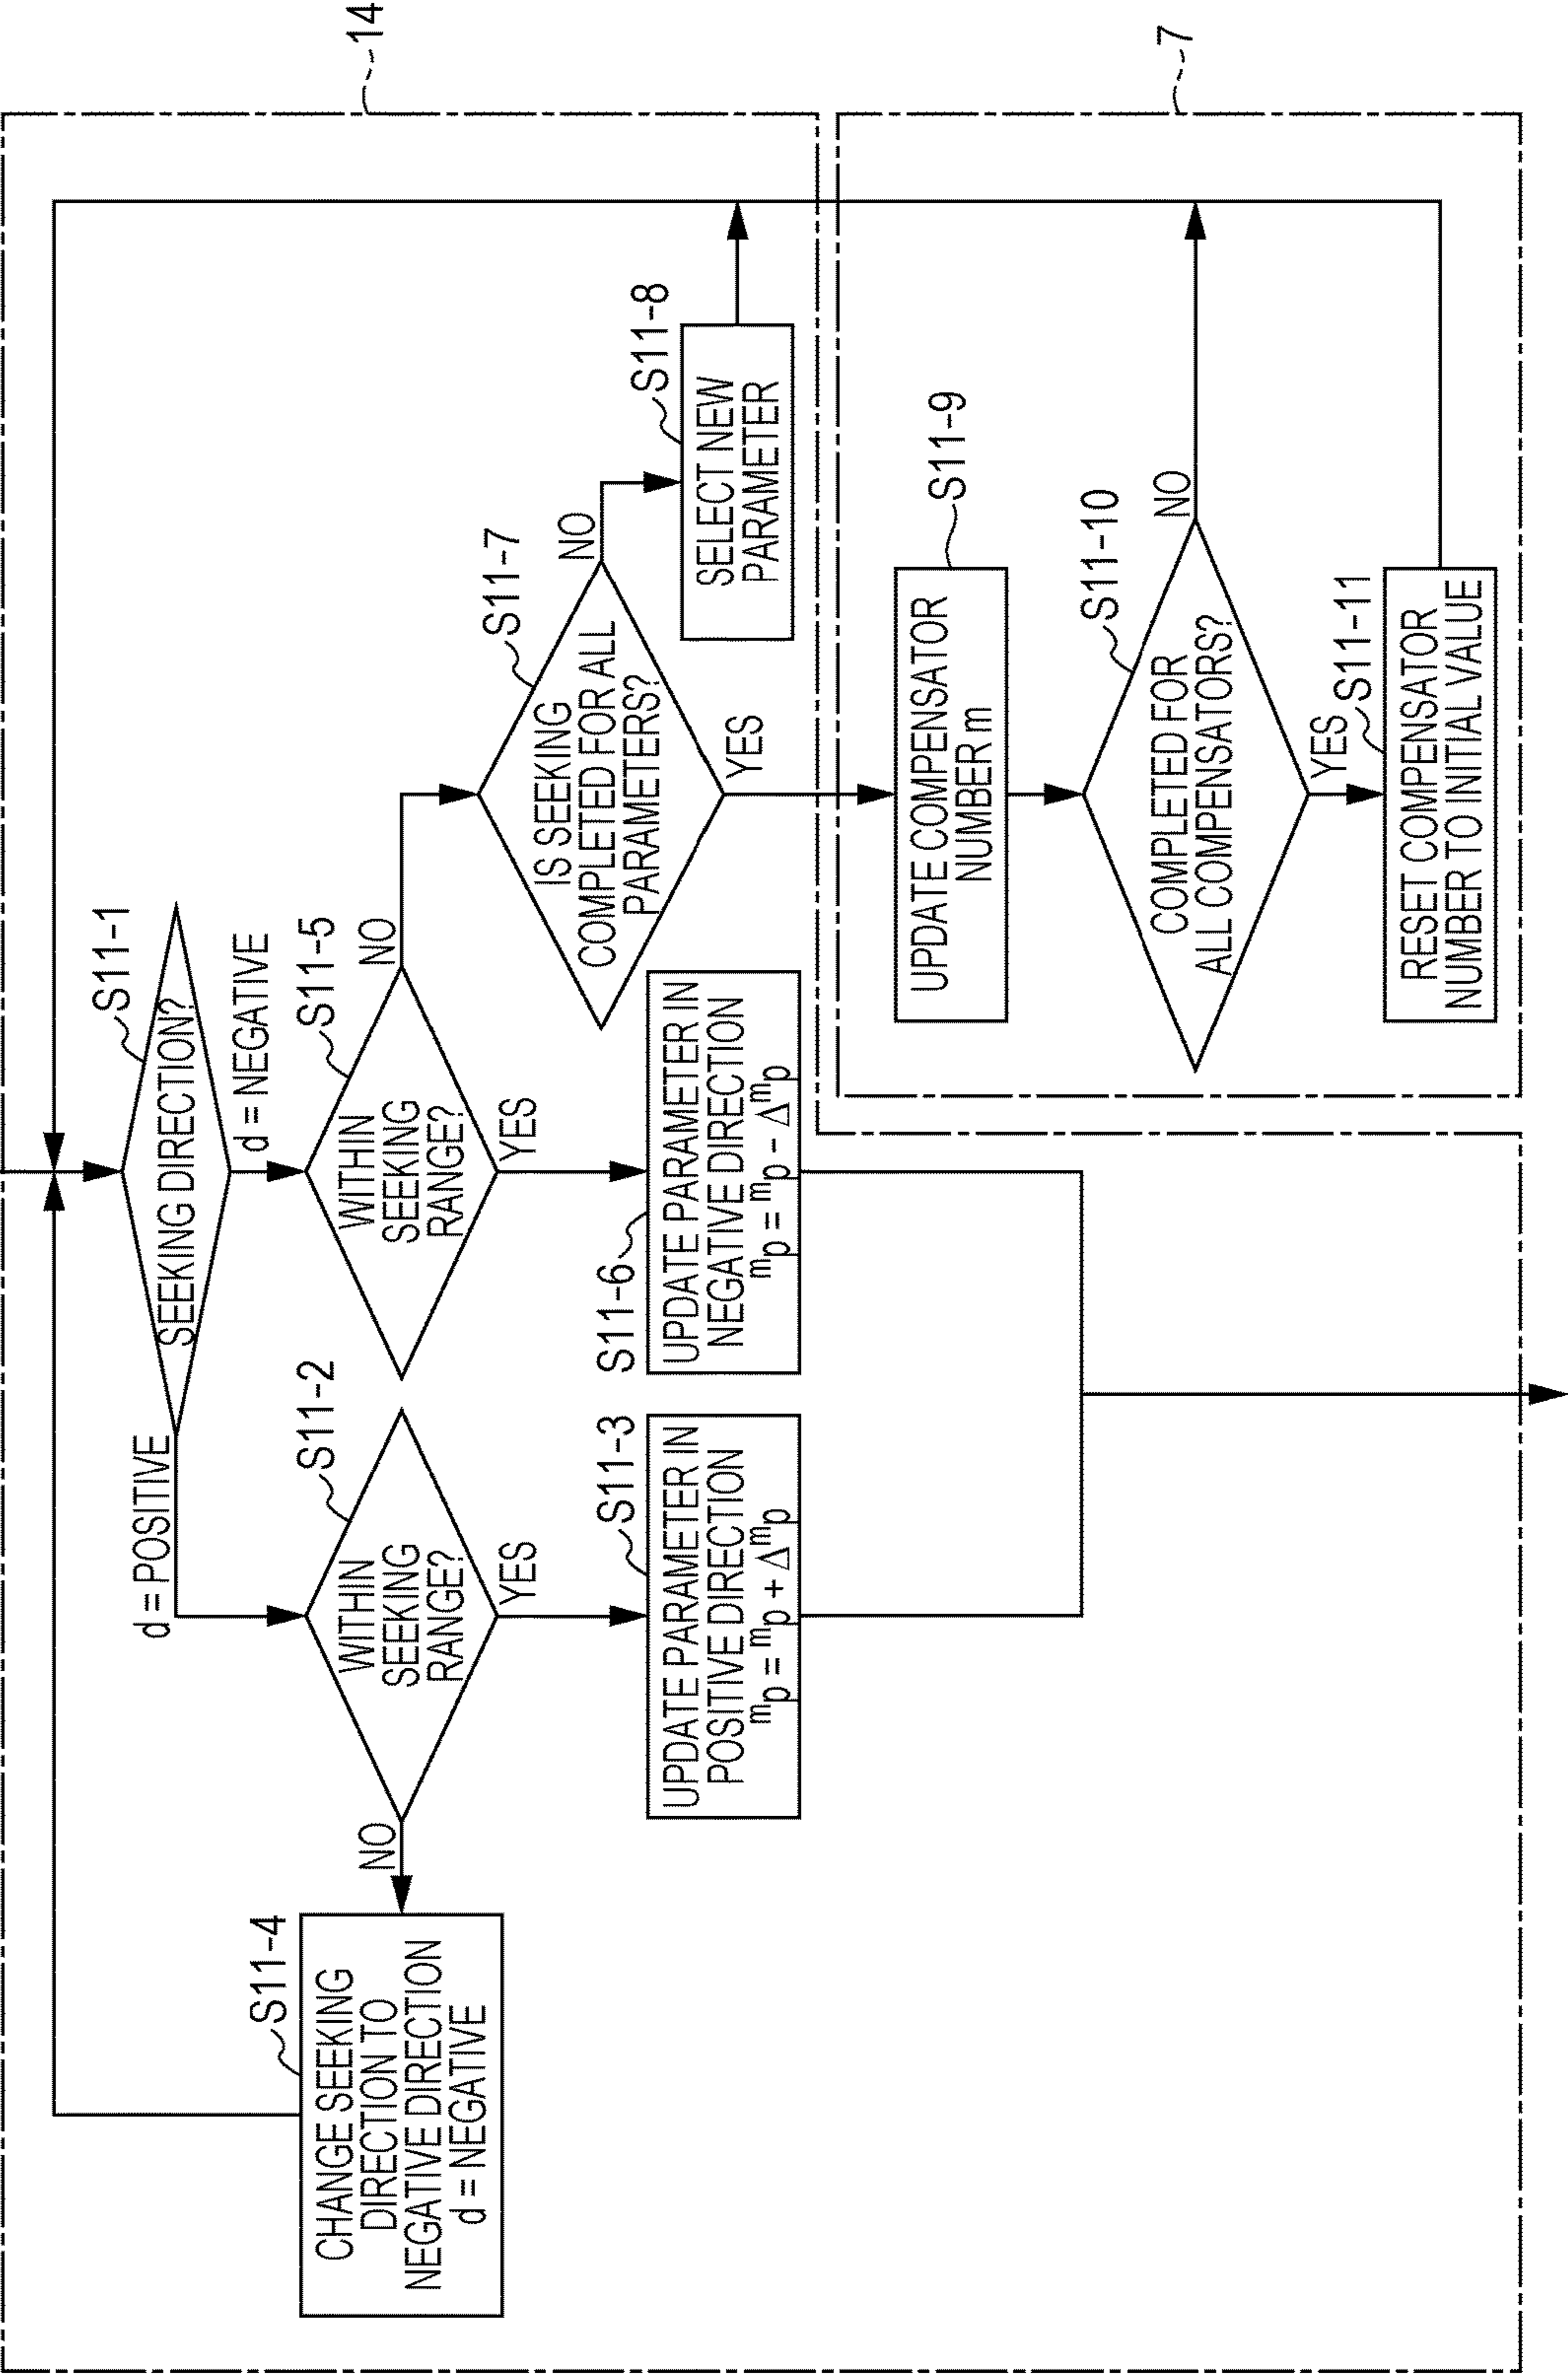 14
S11-1
SEEKING DIRECTION?
d = POSITIVE
d = NEGATIVE
S11-2
WITHIN
SEEKING
RANGE?
NO
YES
S11-4
CHANGE SEEKING
DIRECTION TO
NEGATIVE DIRECTION
d = NEGATIVE
S11-3
UPDATE PARAMETER IN
POSITIVE DIRECTION
ᵐp = ᵐp + Δᵐp
S11-5
WITHIN
SEEKING
RANGE?
NO
YES
S11-6
UPDATE PARAMETER IN
NEGATIVE DIRECTION
ᵐp = ᵐp - Δᵐp
S11-7
IS SEEKING
COMPLETED FOR ALL
PARAMETERS?
NO
YES
S11-8
SELECT NEW
PARAMETER
7
S11-9
UPDATE COMPENSATOR
NUMBER m
S11-10
COMPLETED FOR
ALL COMPENSATORS?
NO
YES
S11-11
RESET COMPENSATOR
NUMBER TO INITIAL VALUE